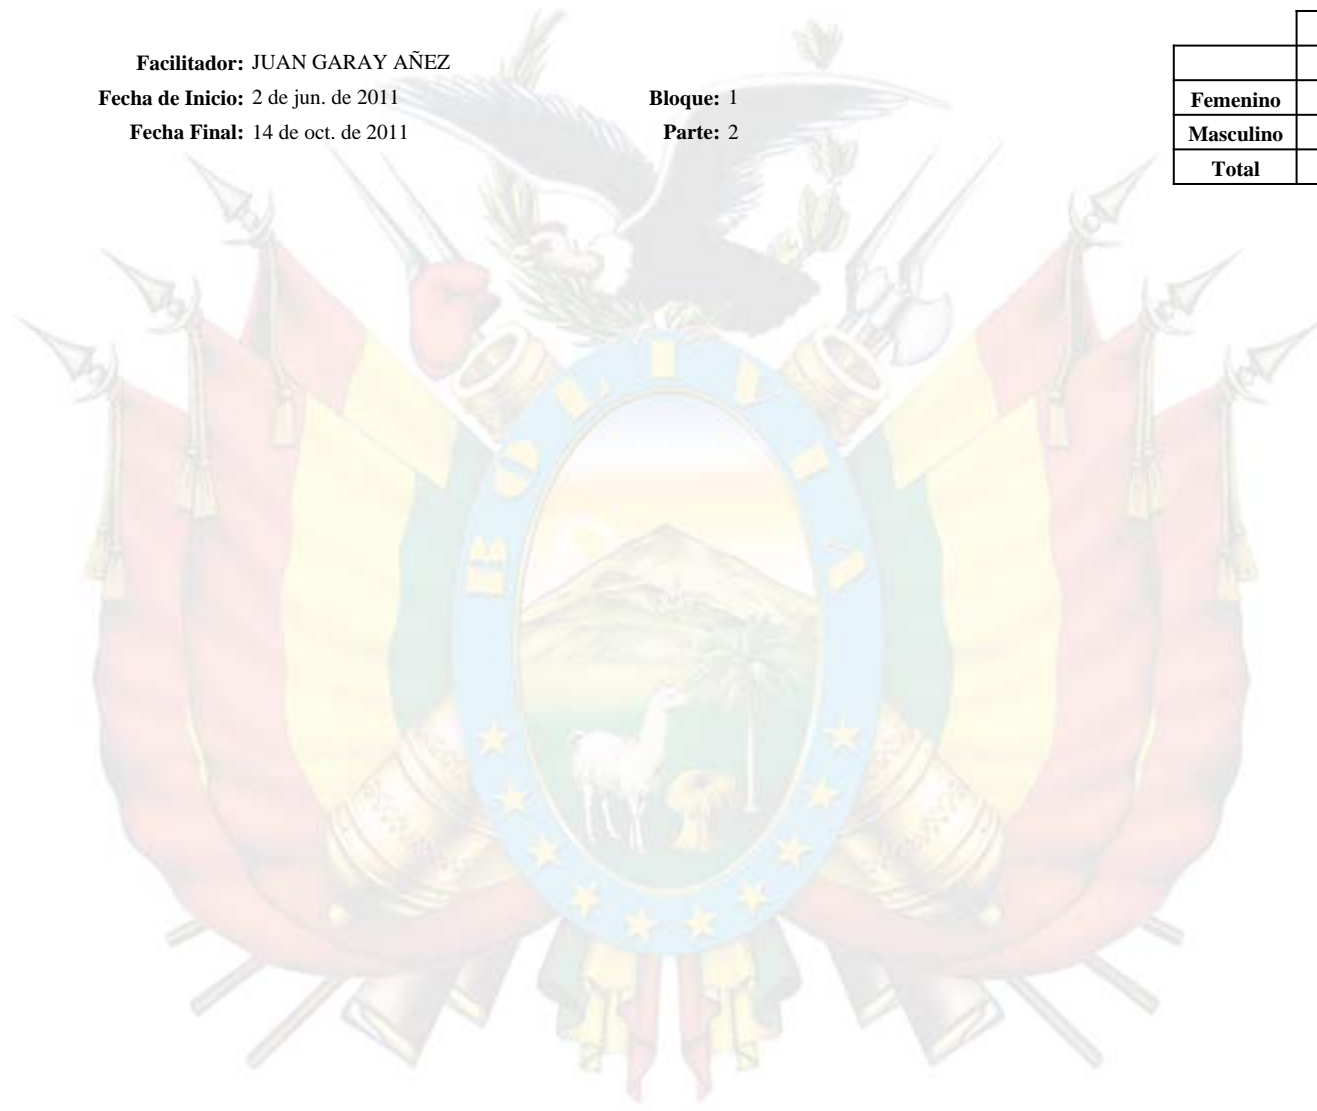 Facilitador: JUAN GARAY AÑEZ
Fecha de Inicio: 2 de jun. de 2011 Bloque: 1
Fecha Final: 14 de oct. de 2011 Parte: 2
Femenino
Masculino
Total
BOLIVIA